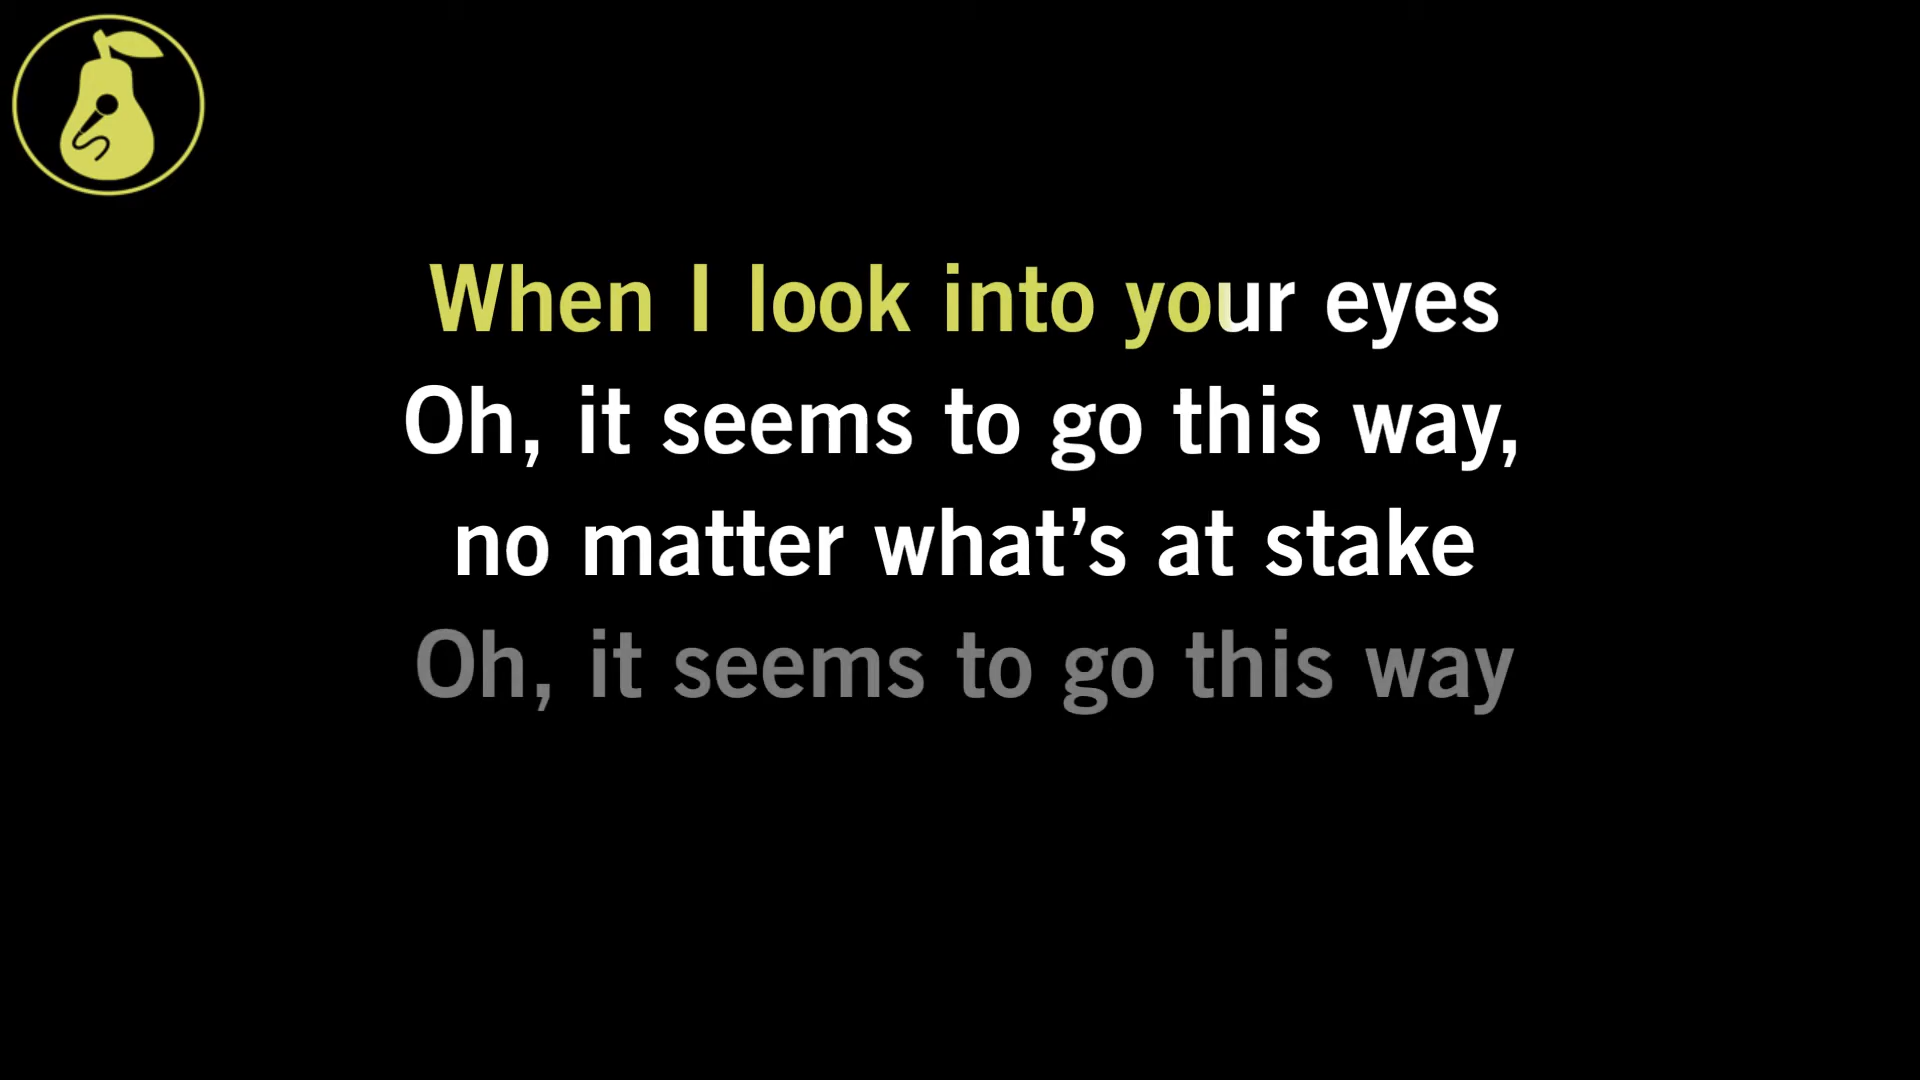 When I look into your eyes
Oh, it seems to go this way,
no matter what’s at stake
Oh, it seems to go this way